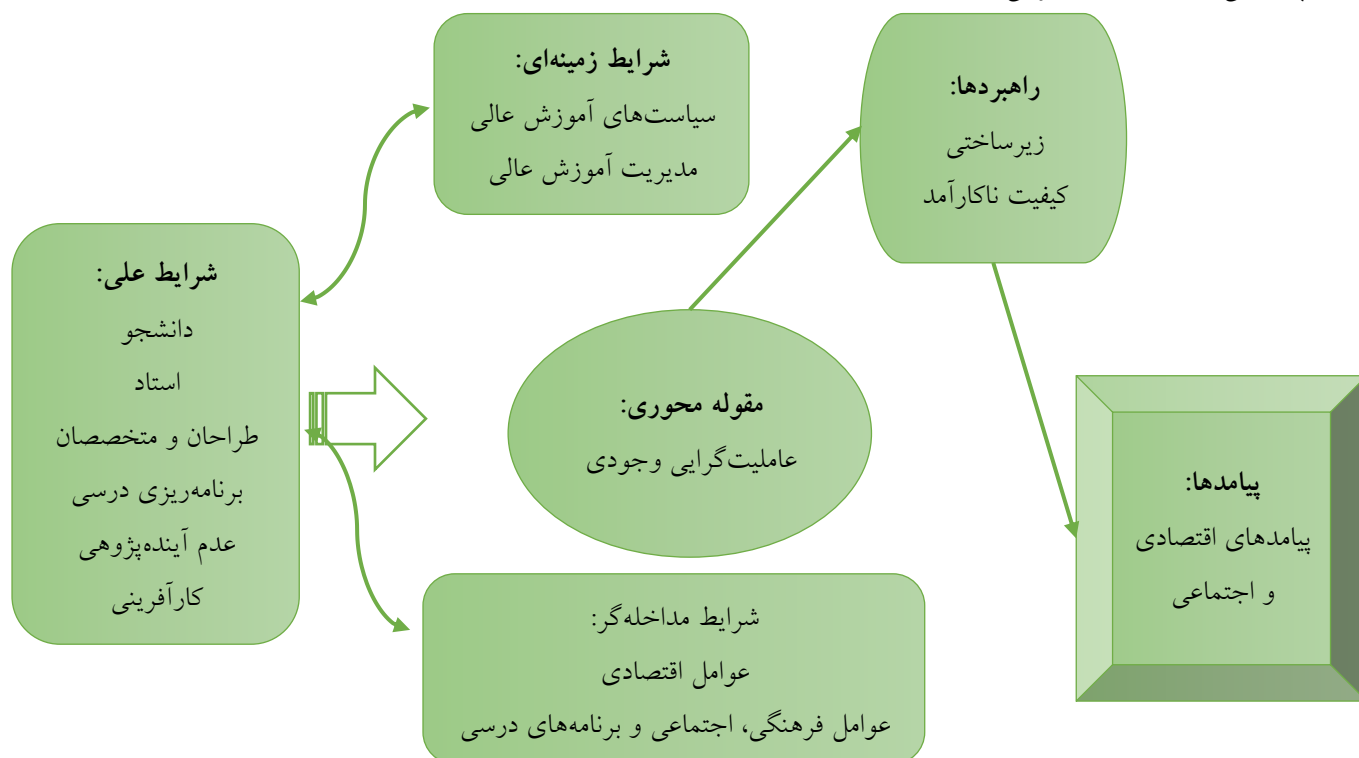 شرایط زمینه‌ای:
سیاست‌های آموزش عالی
مدیریت آموزش عالی
راهبردها:
زیرساختی
کیفیت ناکارآمد
شرایط علی:
دانشجو
استاد
طراحان و متخصصان
برنامه‌ریزی درسی
عدم آینده‌پژوهی
کارآفرینی
مقوله محوری:
عاملیت‌گرایی وجودی
پیامدها:
پیامدهای اقتصادی
و اجتماعی
شرایط مداخله‌گر:
عوامل اقتصادی
عوامل فرهنگی، اجتماعی و برنامه‌های درسی